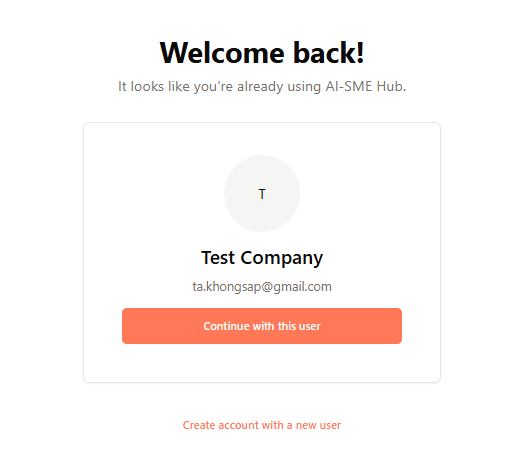 Welcome back!
It looks like you're already using AI-SME Hub.
T
Test Company
ta.khongsap@gmail.com
Continue with this user
Create account with a new user